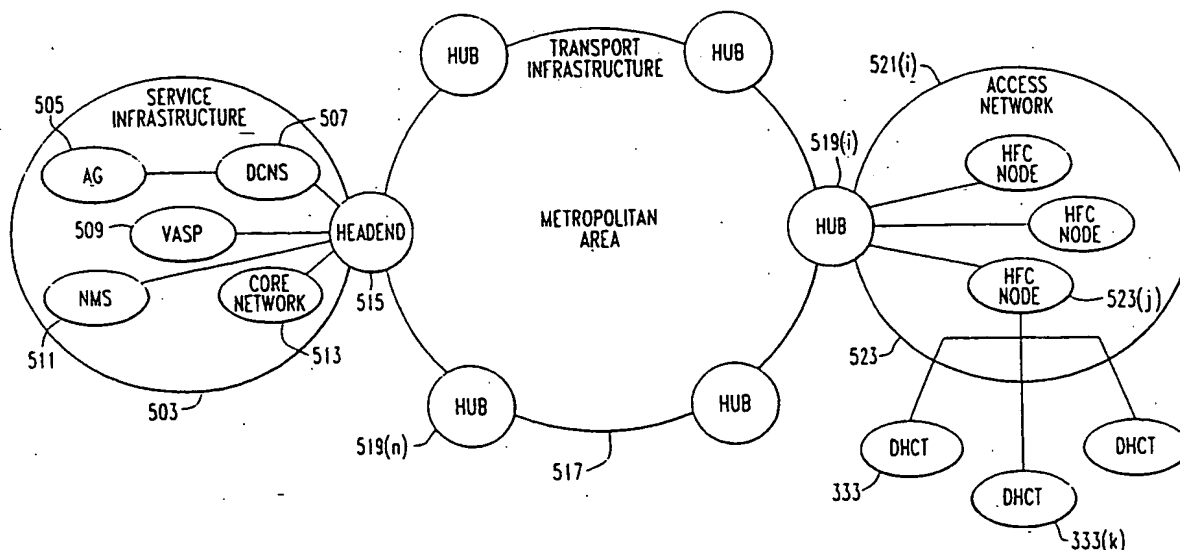 HUB
TRANSPORT
INFRASTRUCTURE
HUB
521(i)
ACCESS
NETWORK
SERVICE
INFRASTRUCTURE
505
507
AG
DCNS
509
VASP
HEADEND
NMS
CORE
NETWORK
511
513
515
503
METROPOLITAN
AREA
519(i)
HUB
HFC
NODE
HFC
NODE
HFC
NODE
523(j)
523
HUB
519(n)
517
HUB
DHCT
333
DHCT
333(k)
DHCT